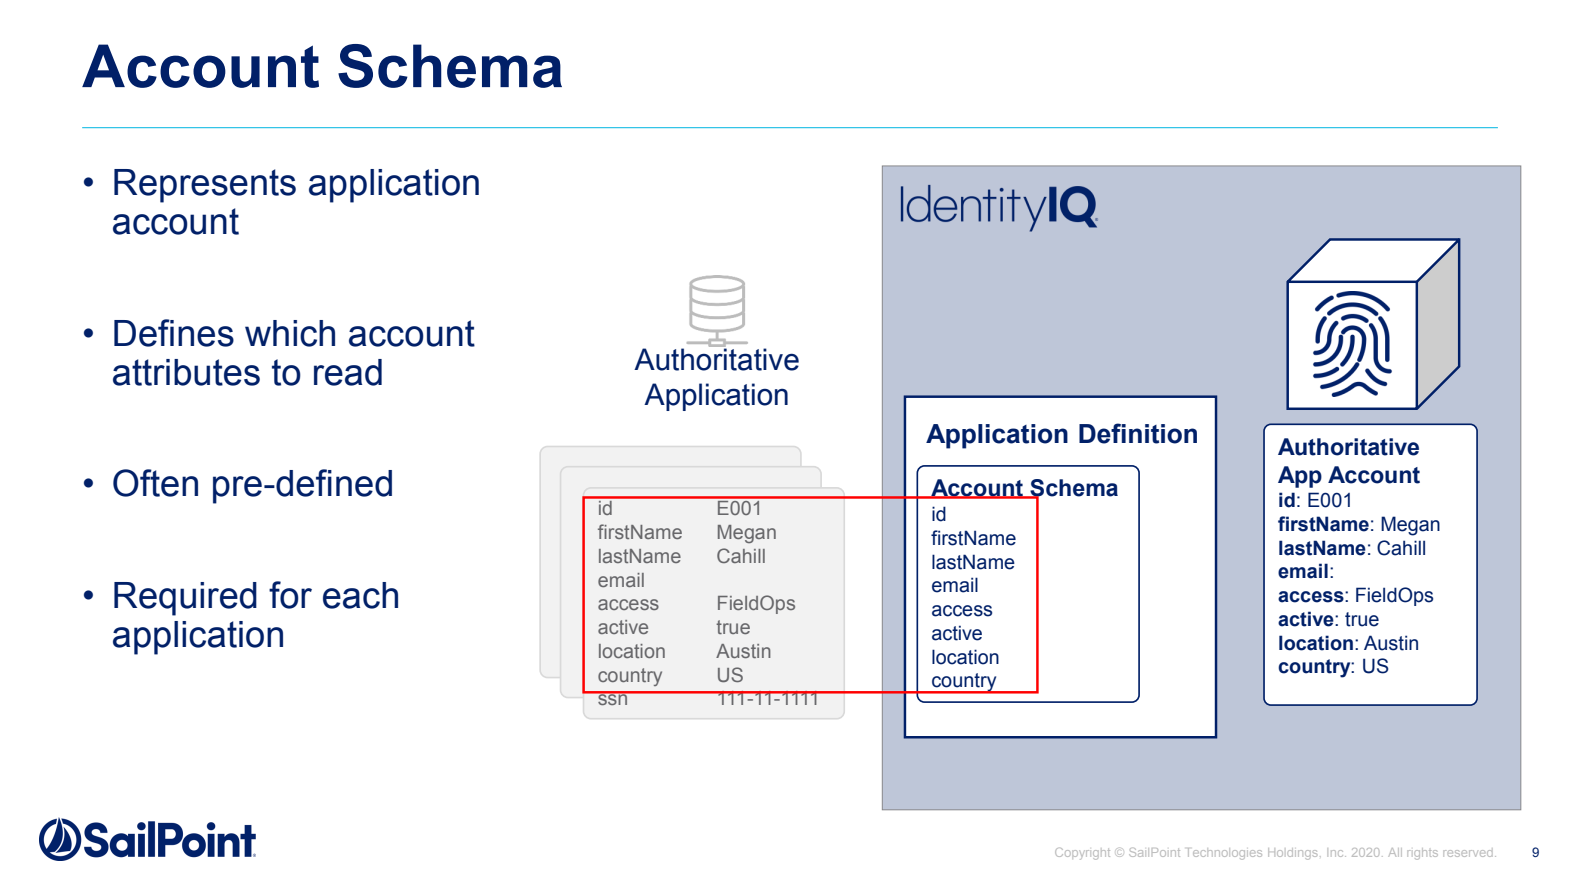 Account Schema
• Represents application
account
• Defines which account
attributes to read
• Often pre-defined
• Required for each
application
Authoritative
Application
id E001
firstName Megan
lastName Cahill
email
access FieldOps
active true
location Austin
country US
ssn 111-11-1111
IdentityIQ
Application Definition
Account Schema
id
firstName
lastName
email
access
active
location
country
Authoritative
App Account
id: E001
firstName: Megan
lastName: Cahill
email:
access: FieldOps
active: true
location: Austin
country: US
SailPoint
Copyright © SailPoint Technologies Holdings, Inc. 2020. All rights reserved. 9